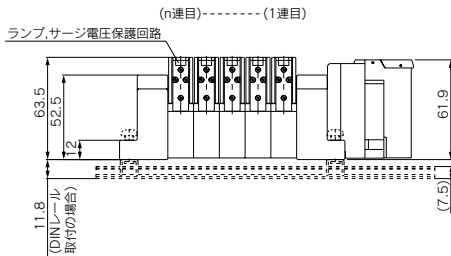 (n連目)--------(1連目)
ランプ,サージ電圧保護回路
63.5
52.5
12
61.9
11.8
(DINレール
取付の場合)
(7.5)